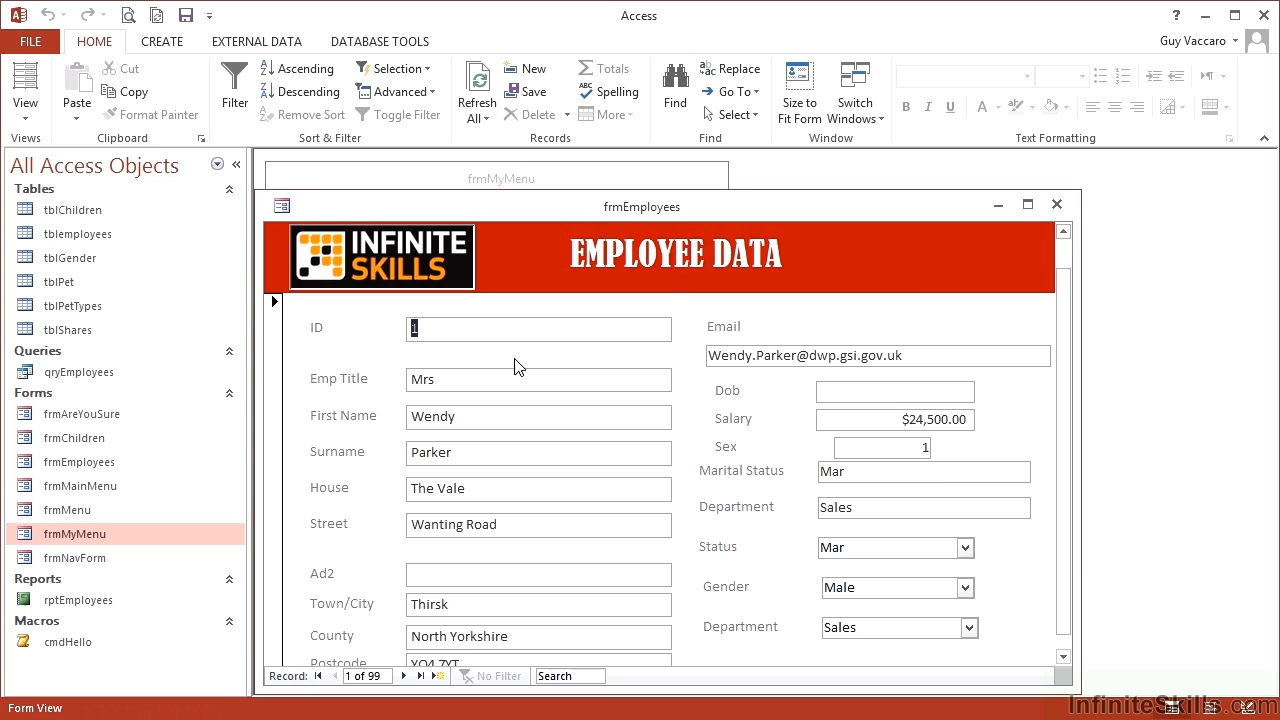 Access
?
Guy Vaccaro
FILE
HOME
CREATE
EXTERNAL DATA
DATABASE TOOLS
View
Views
Paste
Cut
Copy
Format Painter
Clipboard
Filter
Ascending
Descending
Remove Sort
Selection
Sort & Filter
Refresh
All
New
Save
Delete
Totals
Spelling
More
Records
Find
Replace
Go To
Select
Find
Size to
Fit Form
Switch
Windows
Window
B I U A
Text Formatting
All Access Objects
Tables
tblChildren
tblemployees
tblGender
tblPet
tblPetTypes
tblShares
Queries
qryEmployees
Forms
frmAreYouSure
frmChildren
frmEmployees
frmMainMenu
frmMenu
frmMyMenu
frmNavForm
Reports
rptEmployees
Macros
cmdHello
frmMyMenu
frmEmployees
INFINITE
SKILLS
EMPLOYEE DATA
ID 1
Emp Title Mrs
First Name Wendy
Surname Parker
House The Vale
Street Wanting Road
Ad2
Town/City Thirsk
County North Yorkshire
Postcode YO4 7YT
Email
Wendy.Parker@dwp.gsi.gov.uk
Dob
Salary $24,500.00
Sex 1
Marital Status Mar
Department Sales
Status Mar
Gender Male
Department Sales
Record: 1 of 99 No Filter Search
Form View
InfiniteSkills.com